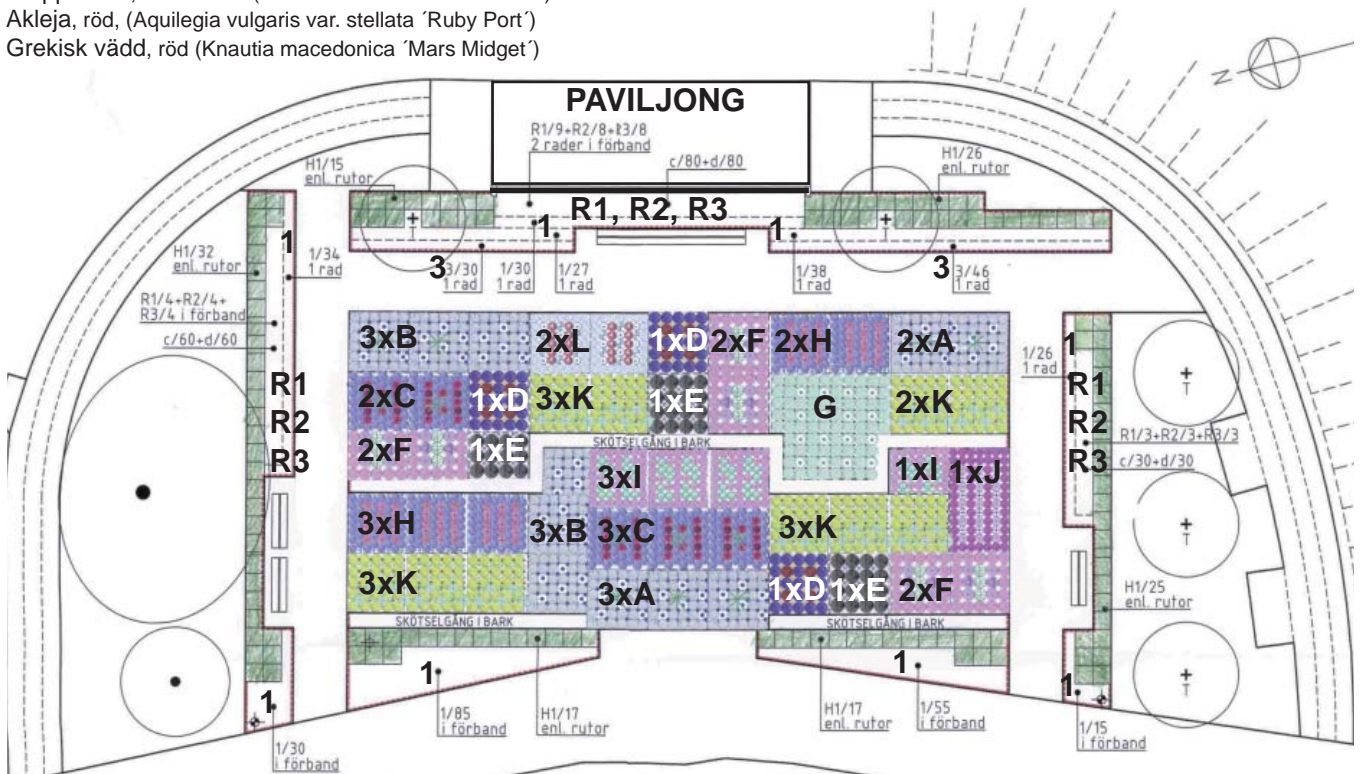 Akleja, röd, (Aquilegia vulgaris var. stellata ´Ruby Port´)
Grekisk vädd, röd (Knautia macedonica ´Mars Midget´)
N
PAVILJONG
R1/9+R2/8+R3/8
2 rader i förband
c/80+d/80
H1/15
enl. rutor
H1/26
enl. rutor
R1, R2, R3
1
1
1
3
3
H1/32
enl. rutor
1/34
1 rad
3/30
1 rad
1/30
1 rad
1/27
1 rad
1/38
1 rad
3/46
1 rad
R1/4+R2/4+
R3/4 i förband
c/60+d/60
3xB
2xL
1xD
2xF
2xH
2xA
1/26
1 rad
1
R1
R2
R3
2xC
1xD
3xK
1xE
G
2xK
R1
R2
R3
R1/3+R2/3+R3/3
c/30+d/30
2xF
1xE
SKÖTSELGÅNG I BARK
3xI
1xI
1xJ
3xH
3xB
3xC
3xK
3xK
3xA
1xD
1xE
2xF
H1/25
enl. rutor
SKÖTSELGÅNG I BARK
SKÖTSELGÅNG I BARK
1
1
1
1
1/30
i förband
1/85
i förband
H1/17
enl. rutor
H1/17
enl. rutor
1/55
i förband
1/15
i förband